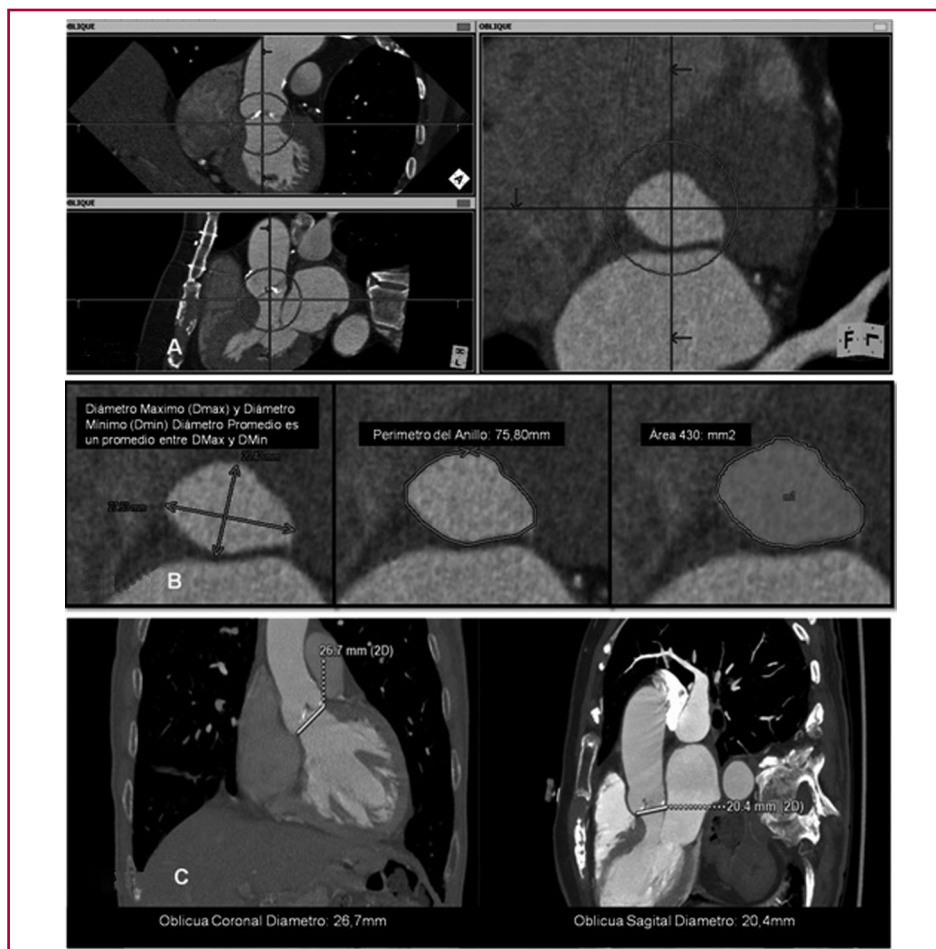 OBLIQUE
OBLIQUE
A
OBLIQUE
A
F L
Diámetro Maximo (Dmax) y Diámetro
Minimo (Dmin) Diámetro Promedio es
un promedio entre DMax y DMin
Perimetro del Anillo: 75,80mm
Área 430: mm2
B
26.7 mm (2D)
20.4 mm (2D)
C
Oblicua Coronal Diametro: 26,7mm
Oblicua Sagital Diametro: 20,4mm